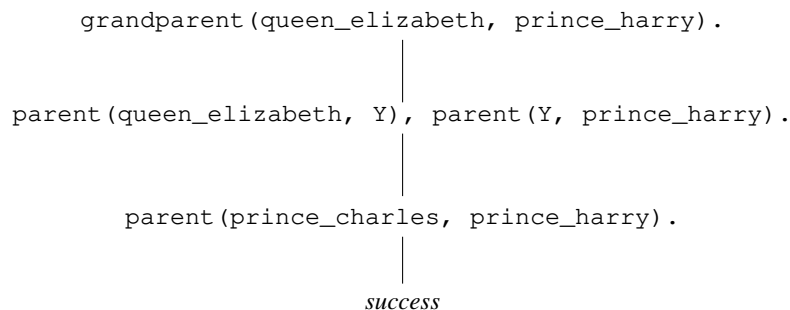 grandparent(queen_elizabeth, prince_harry).
parent(queen_elizabeth, Y), parent(Y, prince_harry).
parent(prince_charles, prince_harry).
success